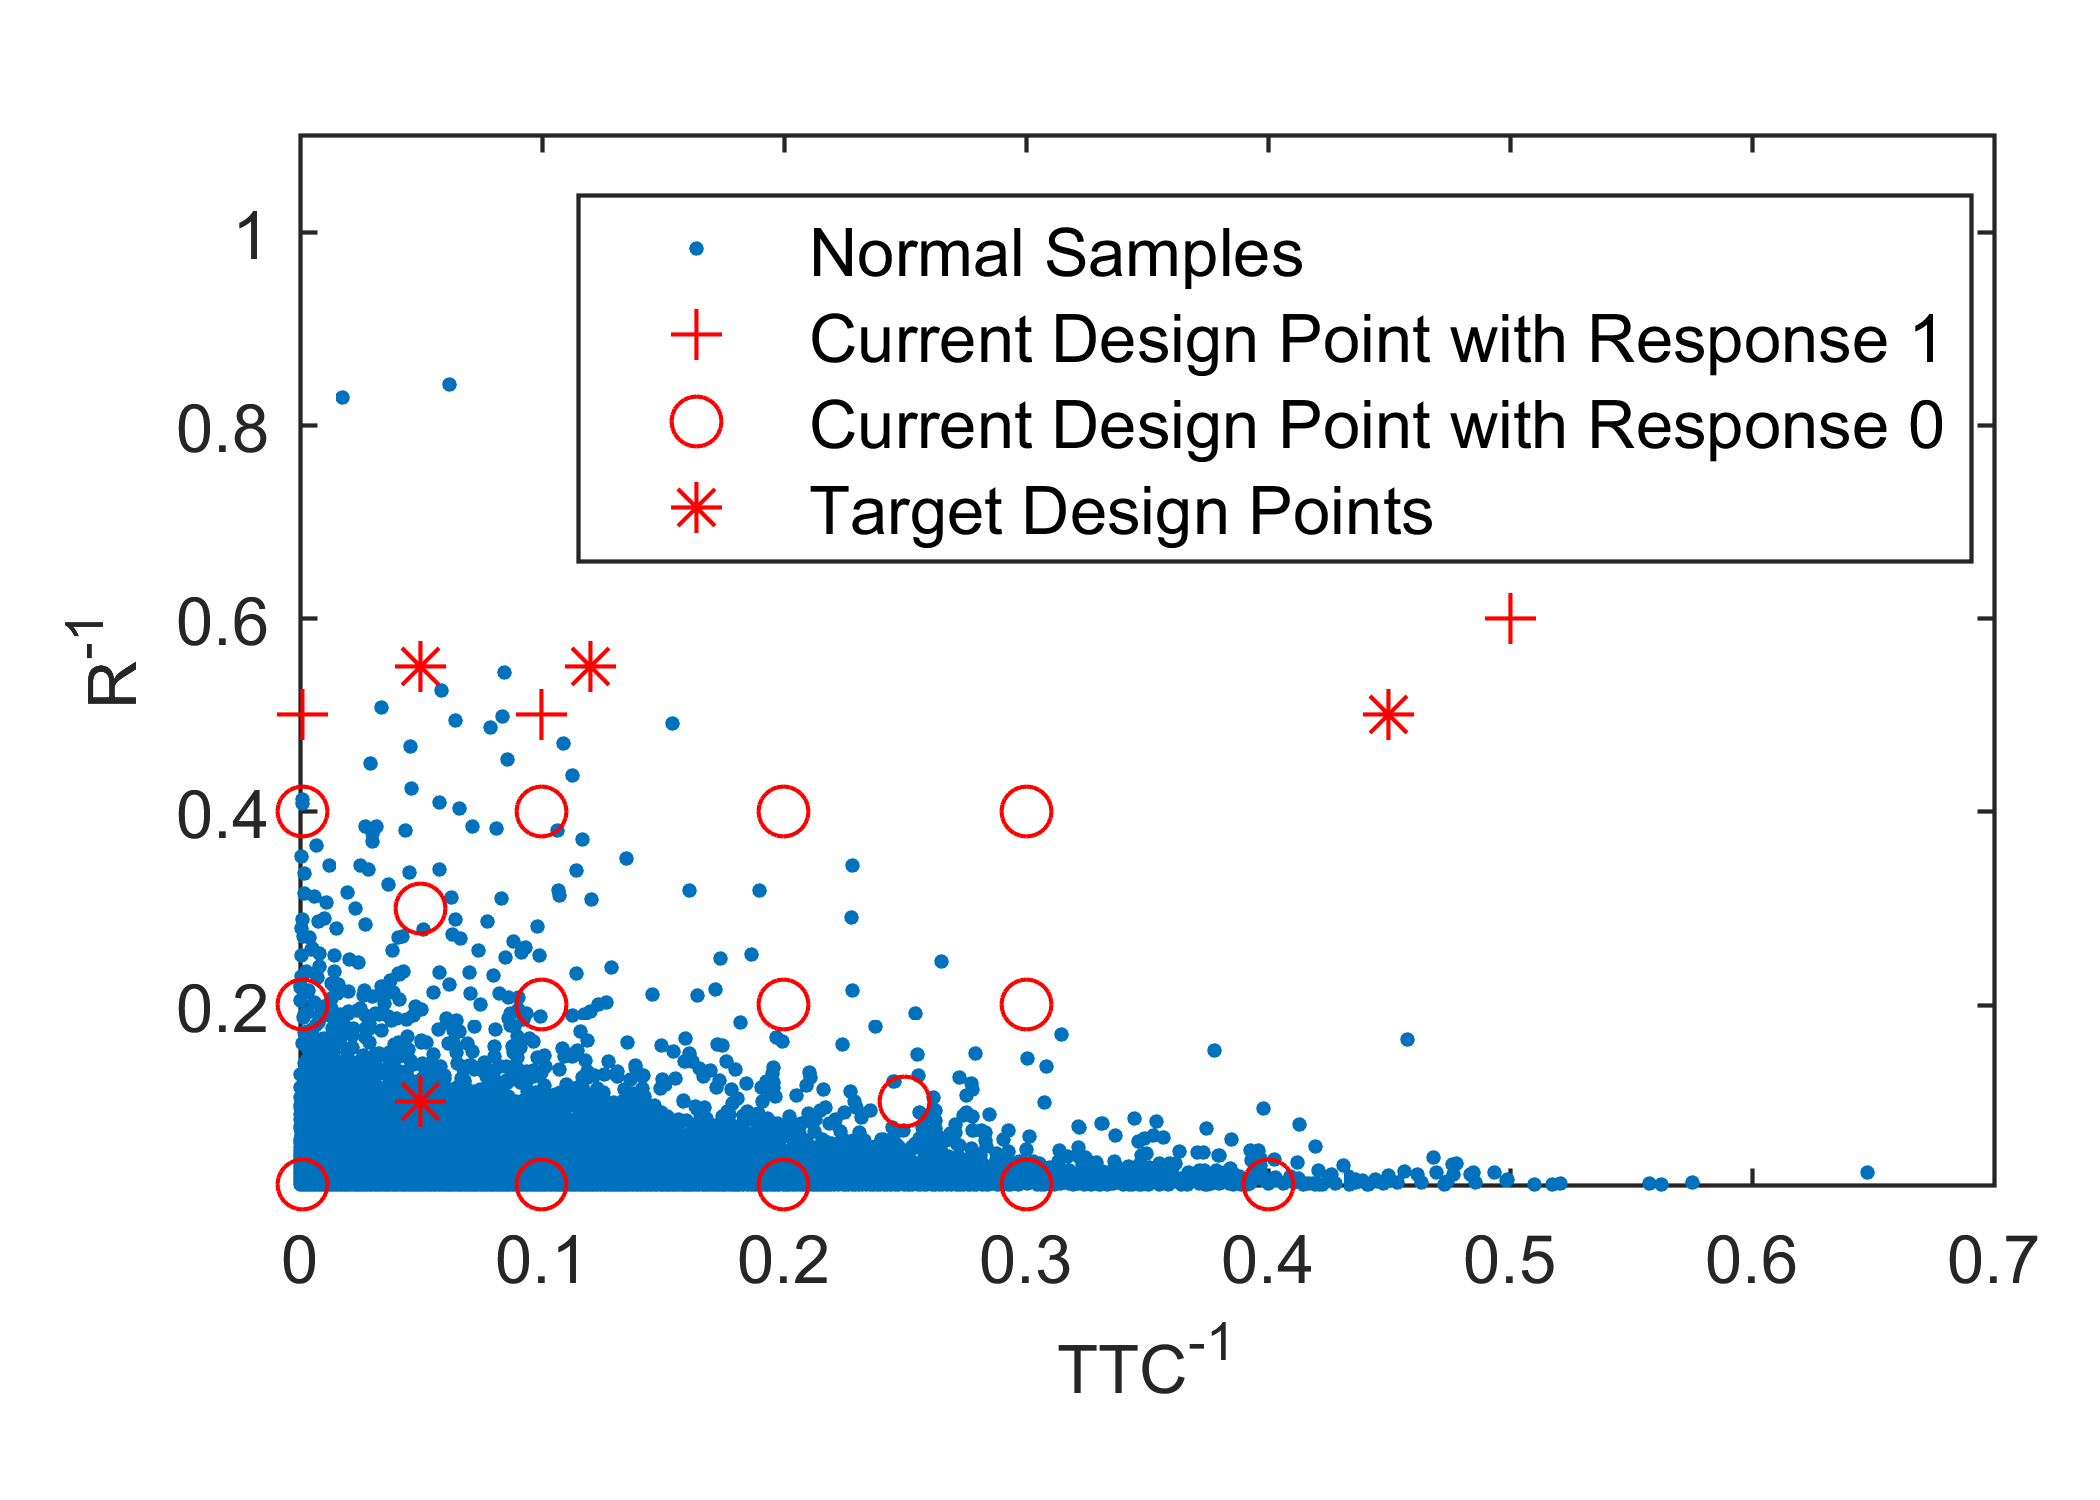 Normal Samples
Current Design Point with Response 1
Current Design Point with Response 0
Target Design Points
1
0.8
0.6
0.4
0.2
R-1
0 0.1 0.2 0.3 0.4 0.5 0.6 0.7
TTC-1